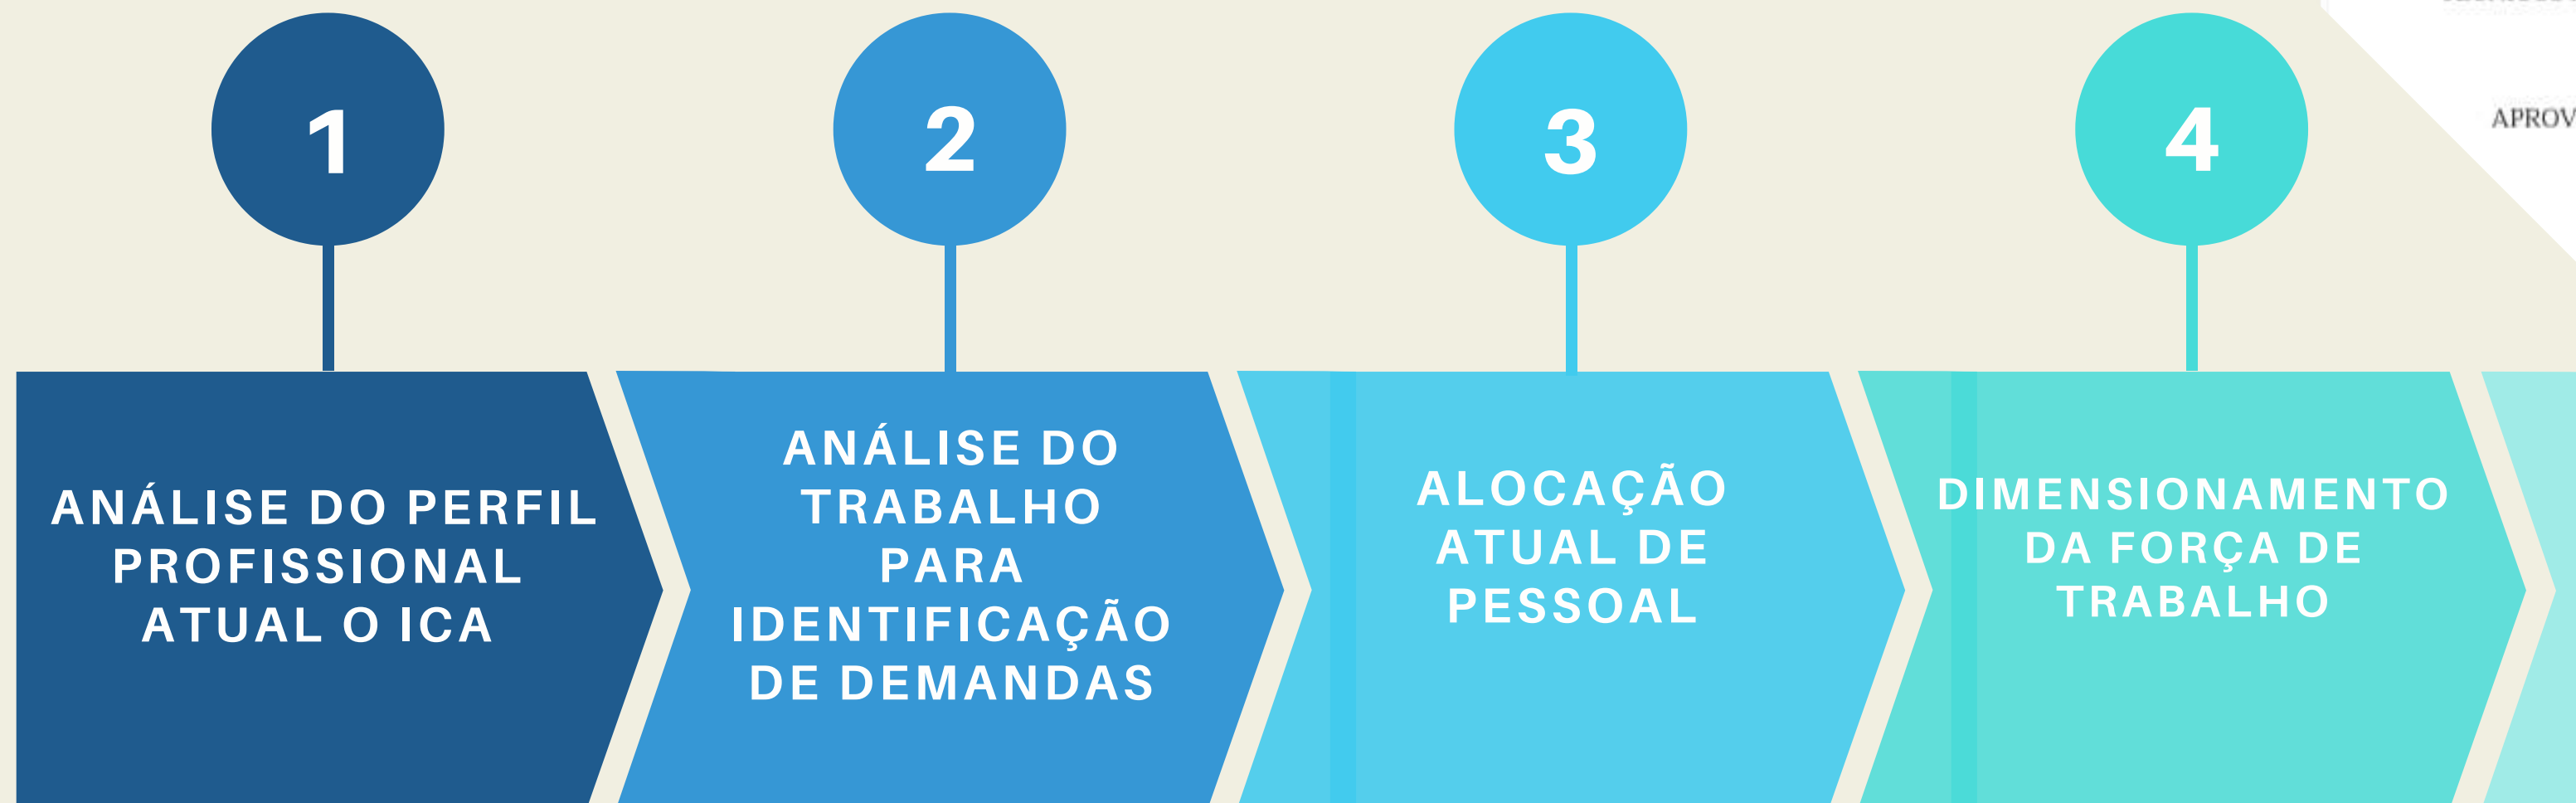 1
2
3
4
APROV
ANÁLISE DO PERFIL
PROFISSIONAL
ATUAL O ICA
ANÁLISE DO
TRABALHO
PARA
IDENTIFICAÇÃO
DE DEMANDAS
ALOCAÇÃO
ATUAL DE
PESSOAL
DIMENSIONAMENTO
DA FORÇA DE
TRABALHO